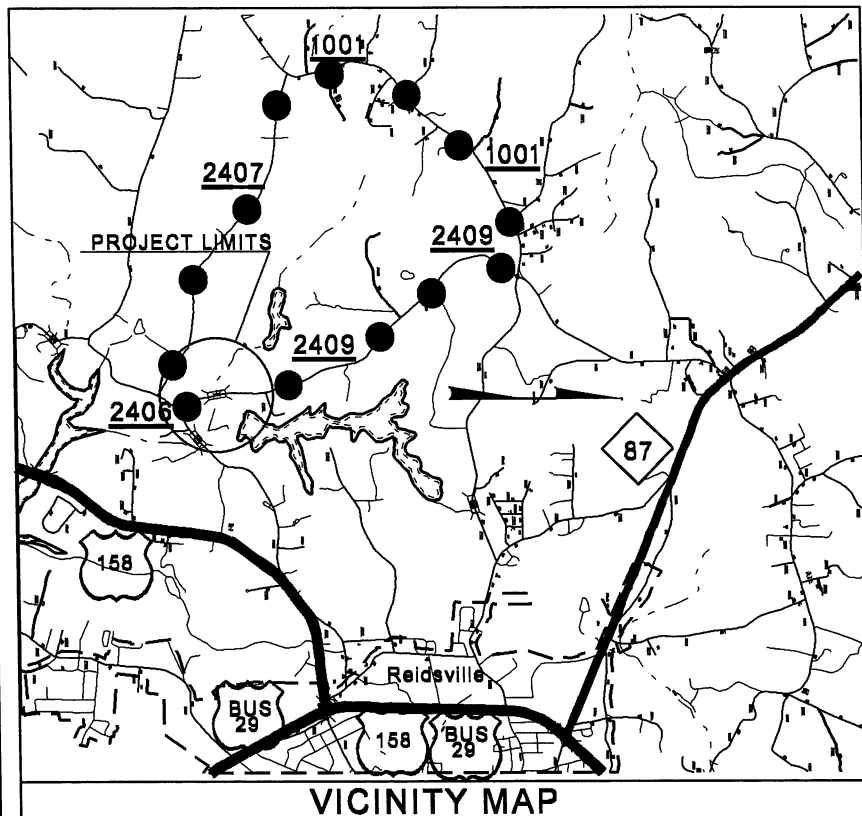 1001
2407
1001
2409
PROJECT LIMITS
2409
2406
87
158
Reidsville
BUS
29
158
BUS
29
VICINITY MAP